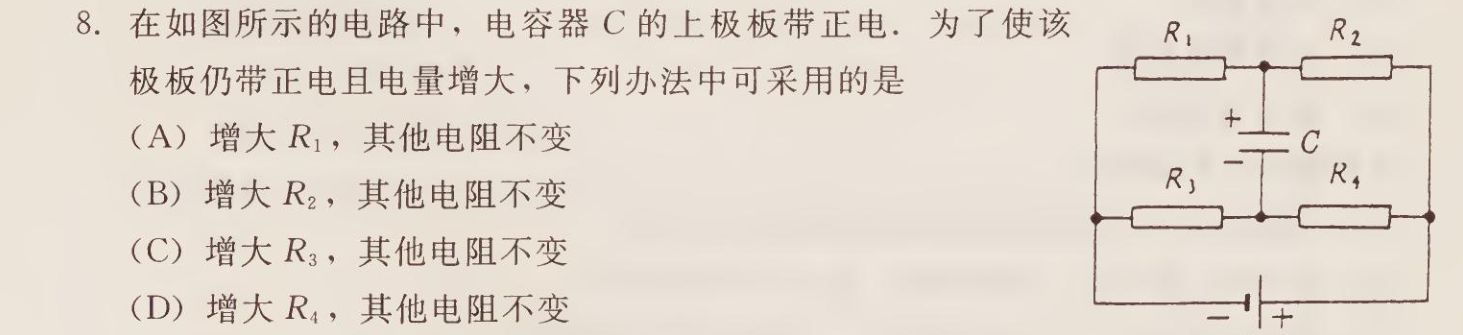 8. 在如图所示的电路中，电容器 C 的上极板带正电．为了使该
极板仍带正电且电量增大，下列办法中可采用的是
（A）增大 R₁，其他电阻不变
（B）增大 R₂，其他电阻不变
（C）增大 R₃，其他电阻不变
（D）增大 R₄，其他电阻不变
R₁ R₂
+
C
−
R₃ R₄
− +